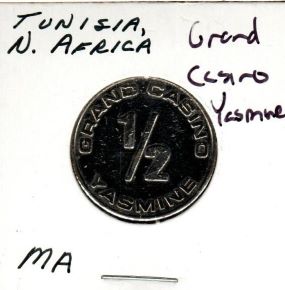 TUNISIA,
N. AFRICA
Grand
Casino
Yasmine
GRAND CASINO
1/2
YASMINE
MA